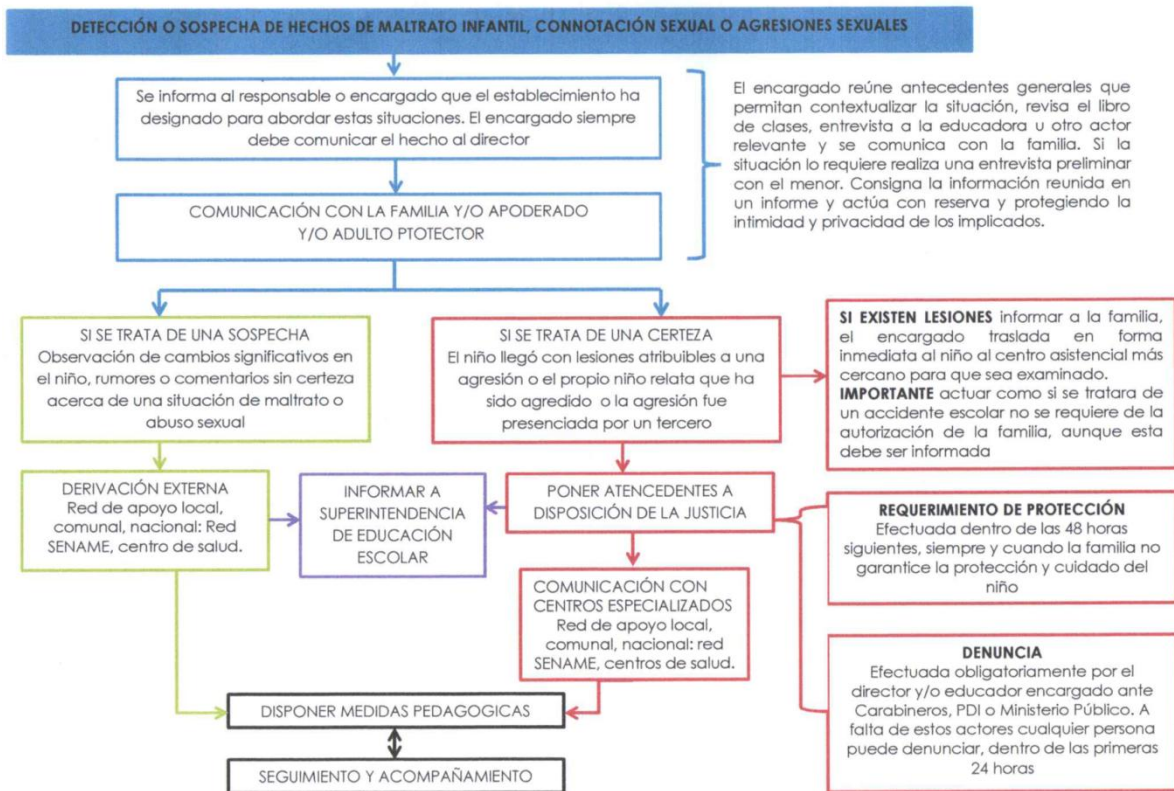 DETECCIÓN O SOSPECHA DE HECHOS DE MALTRATO INFANTIL, CONNOTACIÓN SEXUAL O AGRESIONES SEXUALES
Se informa al responsable o encargado que el establecimiento ha
designado para abordar estas situaciones. El encargado siempre
debe comunicar el hecho al director
El encargado reúne antecedentes generales que
permitan contextualizar la situación, revisa el libro
de clases, entrevista a la educadora u otro actor
relevante y se comunica con la familia. Si la
situación lo requiere realiza una entrevista preliminar
con el menor. Consigna la información reunida en
un informe y actúa con reserva y protegiendo la
intimidad y privacidad de los implicados.
COMUNICACIÓN CON LA FAMILIA Y/O APODERADO
Y/O ADULTO PTOTECTOR
SI SE TRATA DE UNA SOSPECHA
Observación de cambios significativos en
el niño, rumores o comentarios sin certeza
acerca de una situación de maltrato o
abuso sexual
SI SE TRATA DE UNA CERTEZA
El niño llegó con lesiones atribuibles a una
agresión o el propio niño relata que ha
sido agredido o la agresión fue
presenciada por un tercero
SI EXISTEN LESIONES informar a la familia,
el encargado traslada en forma
inmediata al niño al centro asistencial más
cercano para que sea examinado.
IMPORTANTE actuar como si se tratara de
un accidente escolar no se requiere de la
autorización de la familia, aunque esta
debe ser informada
DERIVACIÓN EXTERNA
Red de apoyo local,
comunal, nacional: Red
SENAME, centro de salud.
INFORMAR A
SUPERINTENDENCIA
DE EDUCACIÓN
ESCOLAR
PONER ATENCEDENTES A
DISPOSICIÓN DE LA JUSTICIA
REQUERIMIENTO DE PROTECCIÓN
Efectuada dentro de las 48 horas
siguientes, siempre y cuando la familia no
garantice la protección y cuidado del
niño
COMUNICACIÓN CON
CENTROS ESPECIALIZADOS
Red de apoyo local,
comunal, nacional: red
SENAME, centros de salud.
DENUNCIA
Efectuada obligatoriamente por el
director y/o educador encargado ante
Carabineros, PDI o Ministerio Público. A
falta de estos actores cualquier persona
puede denunciar, dentro de las primeras
24 horas
DISPONER MEDIDAS PEDAGOGICAS
SEGUIMIENTO Y ACOMPAÑAMIENTO